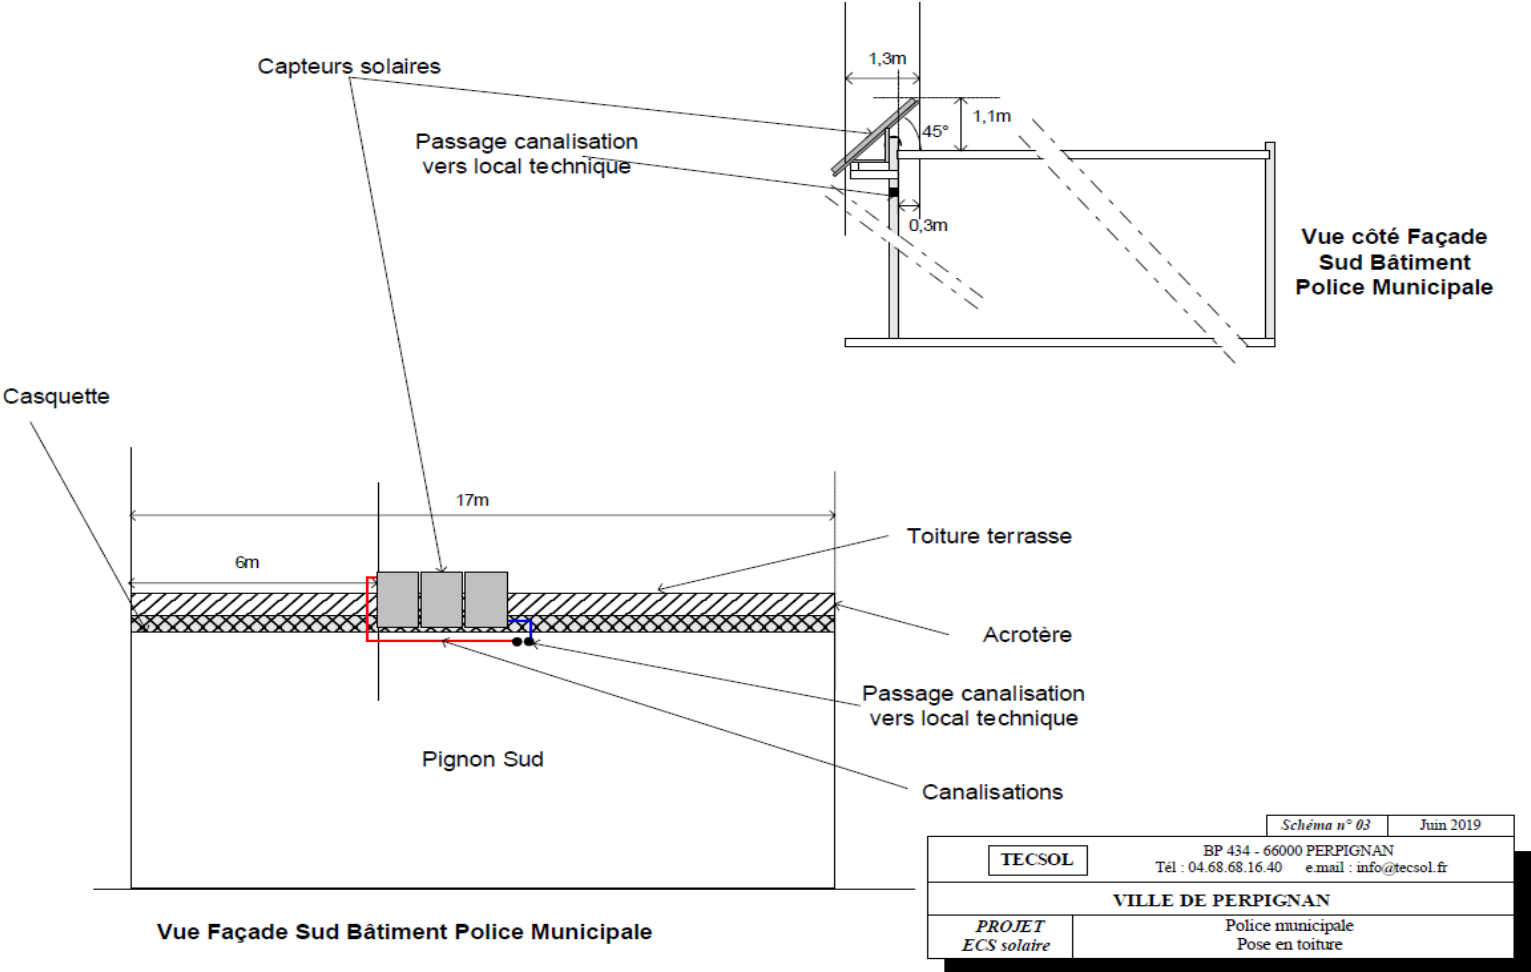 1,3m
Capteurs solaires
Passage canalisation
vers local technique
1,1m
45°
0,3m
Vue côté Façade
Sud Bâtiment
Police Municipale
Casquette
17m
6m
Toiture terrasse
Acrotère
Passage canalisation
vers local technique
Pignon Sud
Canalisations
Schéma n° 03
Juin 2019
TECSOL
BP 434 - 66000 PERPIGNAN
Tél : 04.68.68.16.40 e.mail : info@tecsol.fr
VILLE DE PERPIGNAN
PROJET
ECS solaire
Police municipale
Pose en toiture
Vue Façade Sud Bâtiment Police Municipale